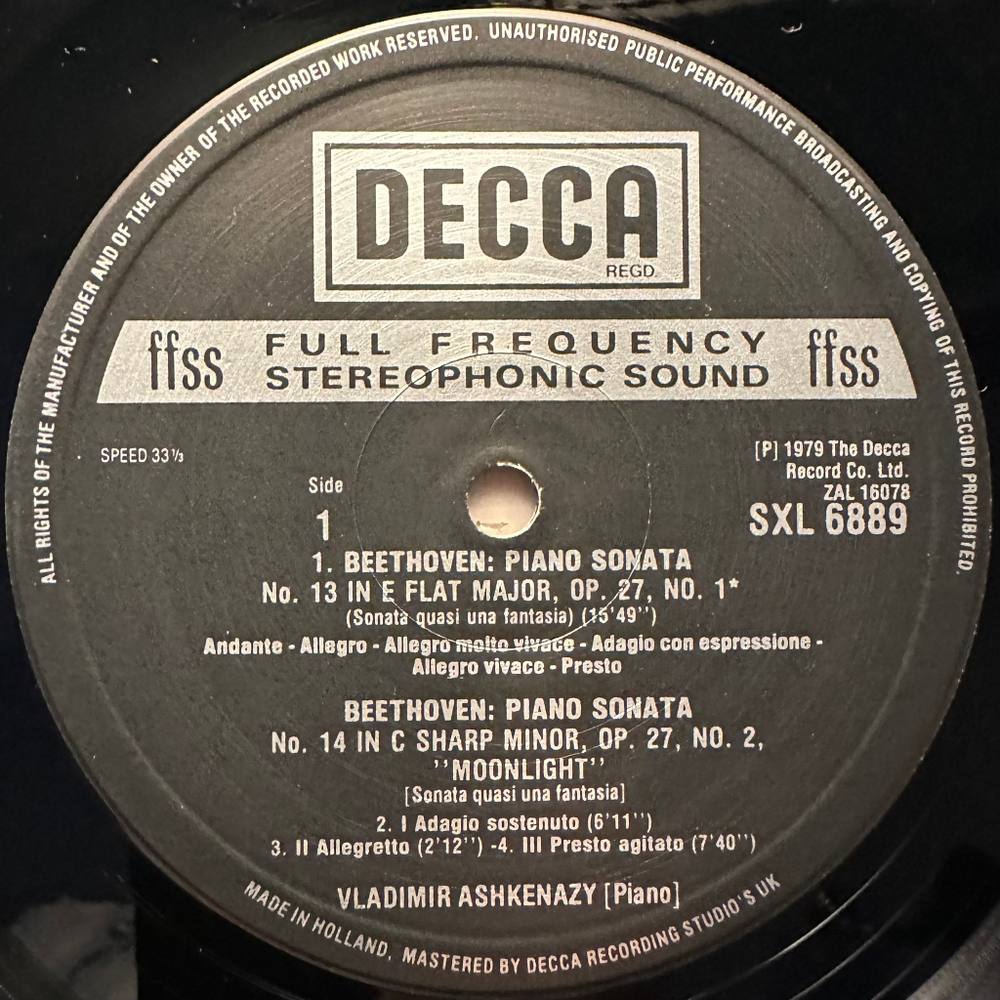 ALL RIGHTS OF THE MANUFACTURER AND OF THE OWNER OF THE RECORDED WORK RESERVED. UNAUTHORISED PUBLIC PERFORMANCE BROADCASTING AND COPYING OF THIS RECORD PROHIBITED.
DECCA
REGD.
ffss FULL FREQUENCY STEREOPHONIC SOUND ffss
SPEED 33⅓
[P] 1979 The Decca
Record Co. Ltd.
ZAL 16078
SXL 6889
Side
1
1. BEETHOVEN: PIANO SONATA
No. 13 IN E FLAT MAJOR, OP. 27, NO. 1*
(Sonata quasi una fantasia) (15'49'')
Andante - Allegro - Allegro molto vivace - Adagio con espressione -
Allegro vivace - Presto
BEETHOVEN: PIANO SONATA
No. 14 IN C SHARP MINOR, OP. 27, NO. 2,
''MOONLIGHT''
[Sonata quasi una fantasia]
2. I Adagio sostenuto (6'11'')
3. II Allegretto (2'12'') -4. III Presto agitato (7'40'')
VLADIMIR ASHKENAZY [Piano]
MADE IN HOLLAND. MASTERED BY DECCA RECORDING STUDIO'S UK